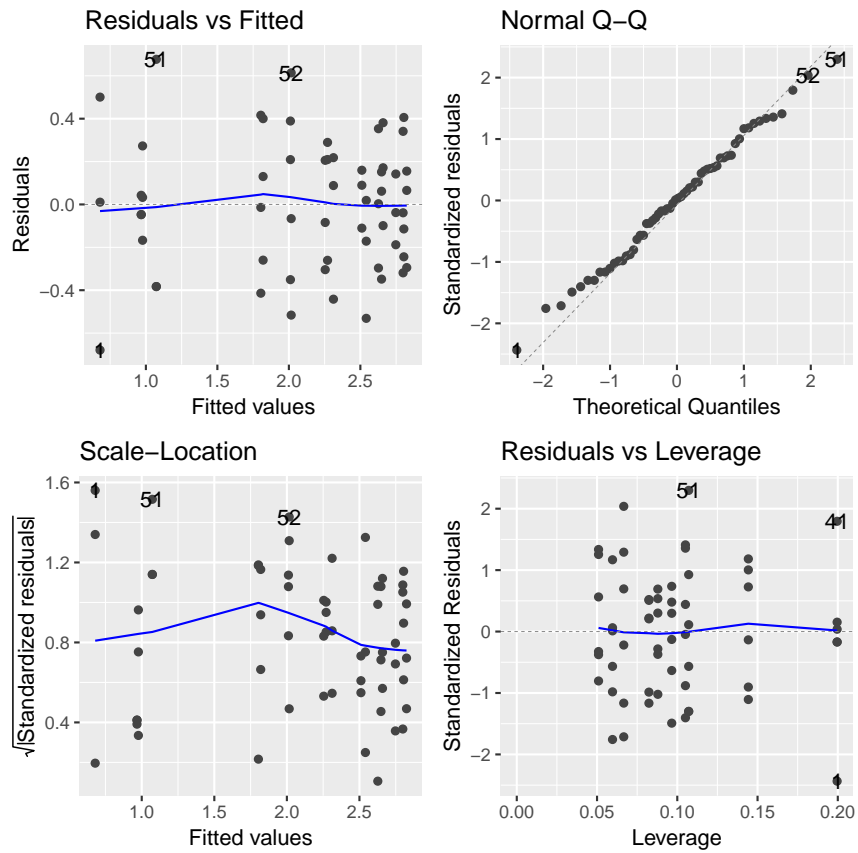 Residuals vs Fitted
Residuals
0.4
0.0
−0.4
51
52
1
1.0 1.5 2.0 2.5
Fitted values
Normal Q−Q
Standardized residuals
2
1
0
−1
−2
51
52
1
−2 −1 0 1 2
Theoretical Quantiles
Scale−Location
√|Standardized residuals|
1.6
1.2
0.8
0.4
1
51
52
1.0 1.5 2.0 2.5
Fitted values
Residuals vs Leverage
Standardized Residuals
2
1
0
−1
−2
51
41
1
0.00 0.05 0.10 0.15 0.20
Leverage